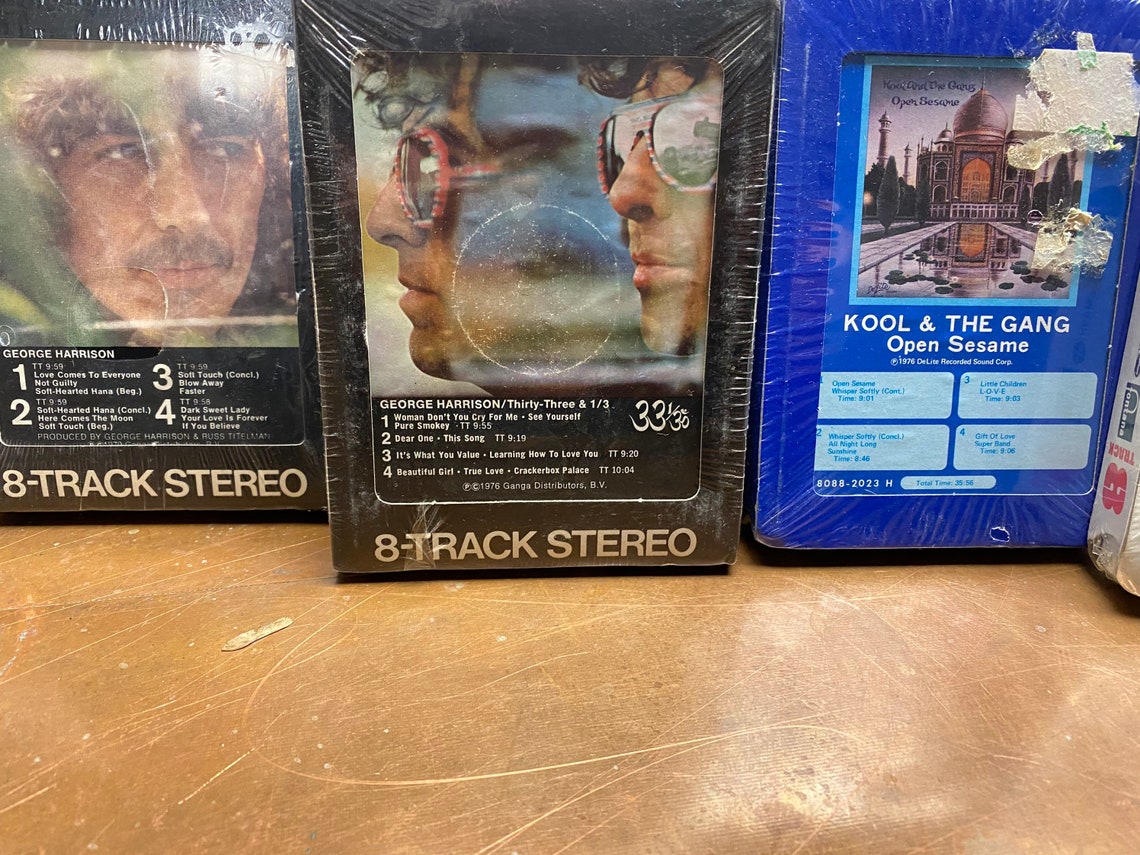 GEORGE HARRISON
1 TT 9:59
Love Comes To Everyone
Not Guilty
Soft-Hearted Hana (Beg.)
2 TT 9:59
Soft-Hearted Hana (Concl.)
Here Comes The Moon
Soft Touch (Beg.)
3 TT 9:59
Soft Touch (Concl.)
Blow Away
Faster
4 TT 9:58
Dark Sweet Lady
Your Love is Forever
If You Believe
PRODUCED BY GEORGE HARRISON & RUSS TITELMAN
8-TRACK STEREO
GEORGE HARRISON/Thirty-Three & 1/3
33 1/3
1 Woman Don't You Cry For Me • See Yourself
Pure Smokey • TT 9:55
2 Dear One • This Song TT 9:19
3 It's What You Value • Learning How To Love You TT 9:20
4 Beautiful Girl • True Love • Crackerbox Palace TT 10:04
℗©1976 Ganga Distributors, B.V.
8-TRACK STEREO
Kool and The Gang
Open Sesame
KOOL & THE GANG
Open Sesame
℗1976 DeLite Recorded Sound Corp.
1 Open Sesame
Whisper Softly (Cont.)
Time: 9:01
2 Whisper Softly (Concl.)
All Night Long
Sunshine
Time: 8:46
3 Little Children
L-O-V-E
Time: 9:03
4 Gift Of Love
Super Band
Time: 9:06
8088-2023 H
Total Time: 35:56
fontana
TRACK
8